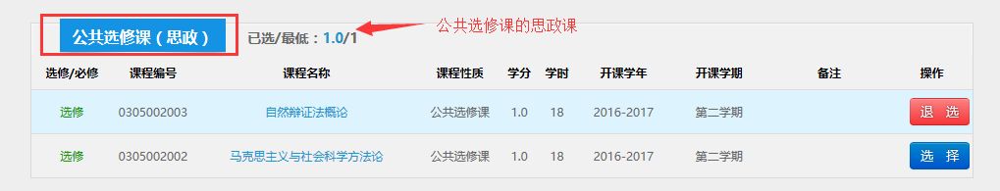 公共选修课（思政） 已选/最低：1.0/1 公共选修课的思政课
选修/必修 课程编号 课程名称 课程性质 学分 学时 开课学年 开课学期 备注 操作
选修 0305002003 自然辩证法概论 公共选修课 1.0 18 2016-2017 第二学期 退 选
选修 0305002002 马克思主义与社会科学方法论 公共选修课 1.0 18 2016-2017 第二学期 选 择